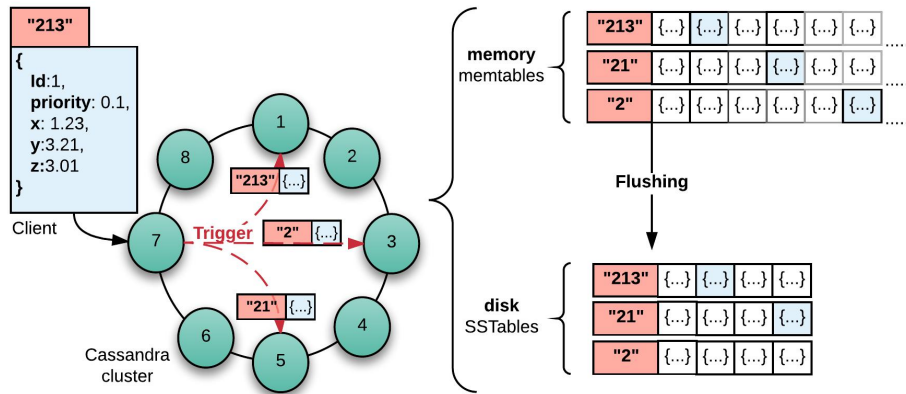 "213"
{
Id:1,
priority: 0.1,
x: 1.23,
y:3.21,
z:3.01
}
Client
1
2
3
4
5
6
7
8
Trigger
"213" {...}
"2" {...}
"21" {...}
Cassandra
cluster
memory
memtables
"213" {...} {...} {...} {...} {...} {...} ....
"21" {...} {...} {...} {...} {...} {...} ....
"2" {...} {...} {...} {...} {...} {...} ....
Flushing
disk
SSTables
"213" {...} {...} {...} {...}
"21" {...} {...} {...} {...}
"2" {...} {...} {...} {...}